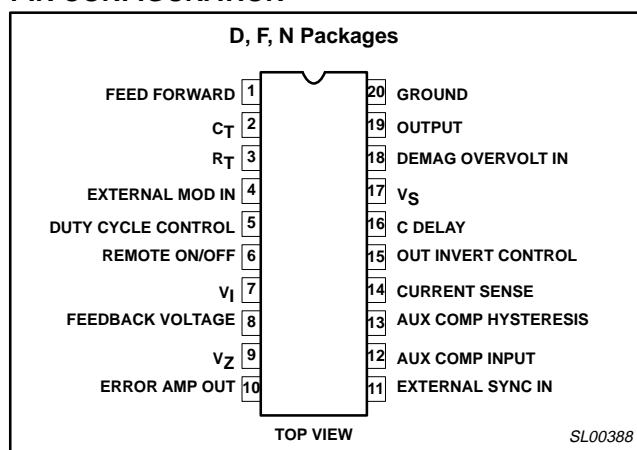 D, F, N Packages
FEED FORWARD 1
CT 2
RT 3
EXTERNAL MOD IN 4
DUTY CYCLE CONTROL 5
REMOTE ON/OFF 6
VI 7
FEEDBACK VOLTAGE 8
VZ 9
ERROR AMP OUT 10
20 GROUND
19 OUTPUT
18 DEMAG OVERVOLT IN
17 VS
16 C DELAY
15 OUT INVERT CONTROL
14 CURRENT SENSE
13 AUX COMP HYSTERESIS
12 AUX COMP INPUT
11 EXTERNAL SYNC IN
TOP VIEW
SL00388